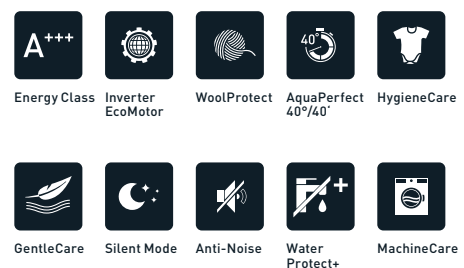 A+++
40°
Energy Class
Inverter
EcoMotor
WoolProtect
AquaPerfect
40°/40'
HygieneCare
GentleCare
Silent Mode
Anti-Noise
Water
Protect+
MachineCare